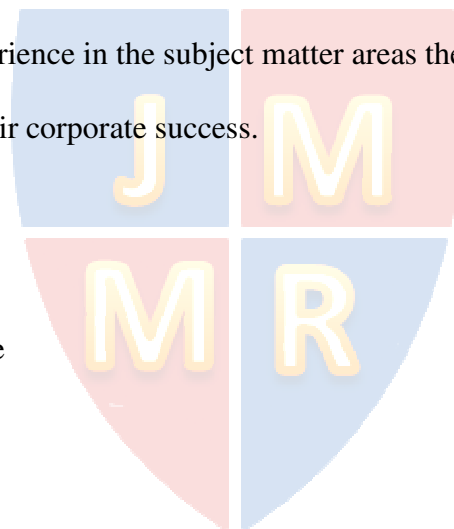 rience in the subject matter areas the
ir corporate success.
J M
e
M R